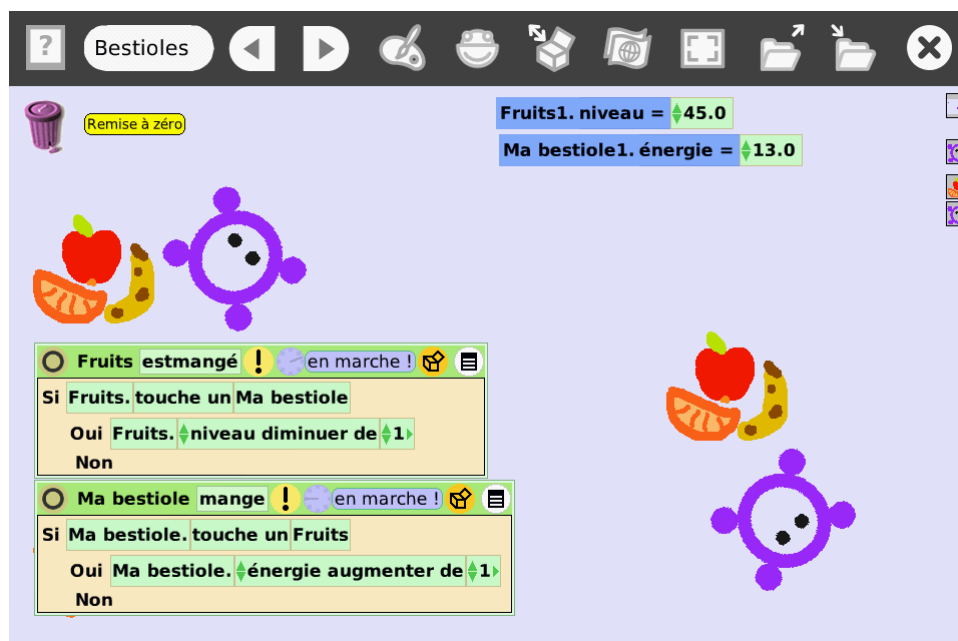 ?
Bestioles
Remise à zéro
Fruits1. niveau = 45.0
Ma bestiole1. énergie = 13.0
Fruits estmangé ! en marche !
Si Fruits. touche un Ma bestiole
Oui Fruits. niveau diminuer de 1
Non
Ma bestiole mange ! en marche !
Si Ma bestiole. touche un Fruits
Oui Ma bestiole. énergie augmenter de 1
Non